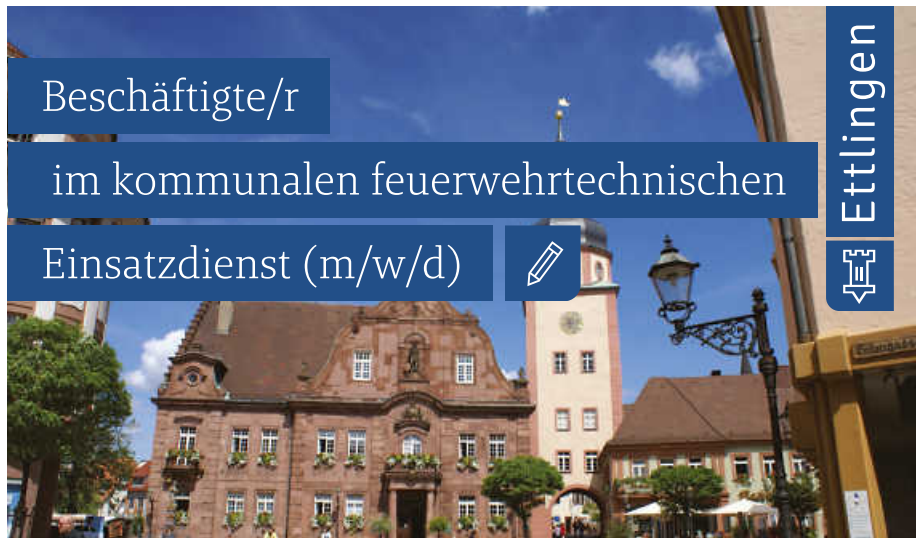 Beschäftigte/r
im kommunalen feuerwehrtechnischen
Einsatzdienst (m/w/d)
Ettlingen